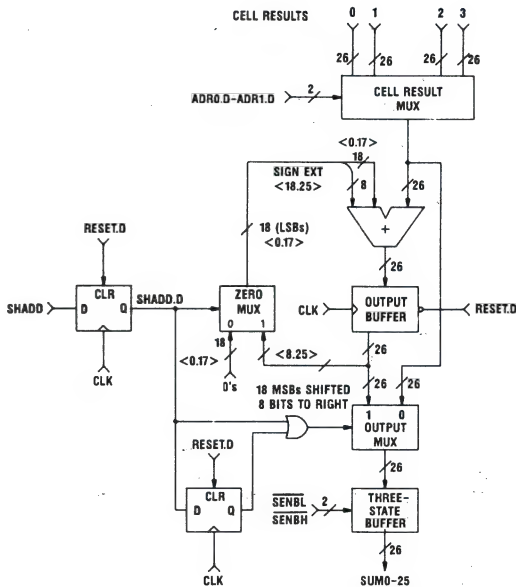 CELL RESULTS
0 1 2 3
26 26 26 26
ADR0.D-ADR1.D 2
CELL RESULT
MUX
<0.17>
18
SIGN EXT
<18.25>
8
26
18 (LSBs)
<0.17>
+
RESET.D
26
CLR
D Q
SHADD
SHADD.D
ZERO
MUX
0 1
CLK
OUTPUT
BUFFER
RESET.D
CLK
18
<0.17>
0's
<8.25>
26
26 26
18 MSBs SHIFTED
8 BITS TO RIGHT
1 0
OUTPUT
MUX
RESET.D
26
CLR
D Q
SENBL
SENBH
2
THREE-
STATE
BUFFER
26
CLK
SUM0-25